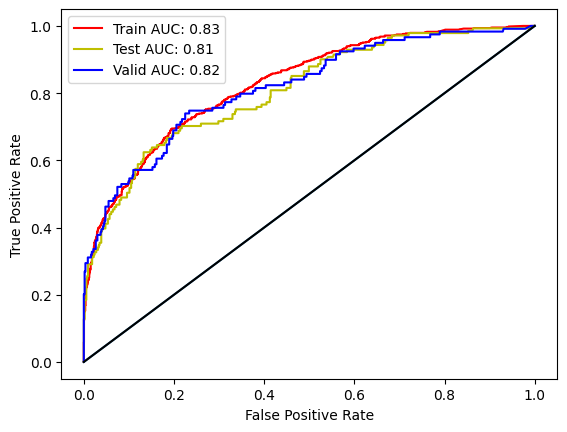 Train AUC: 0.83
Test AUC: 0.81
Valid AUC: 0.82
1.0
0.8
0.6
0.4
0.2
0.0
True Positive Rate
0.0 0.2 0.4 0.6 0.8 1.0
False Positive Rate